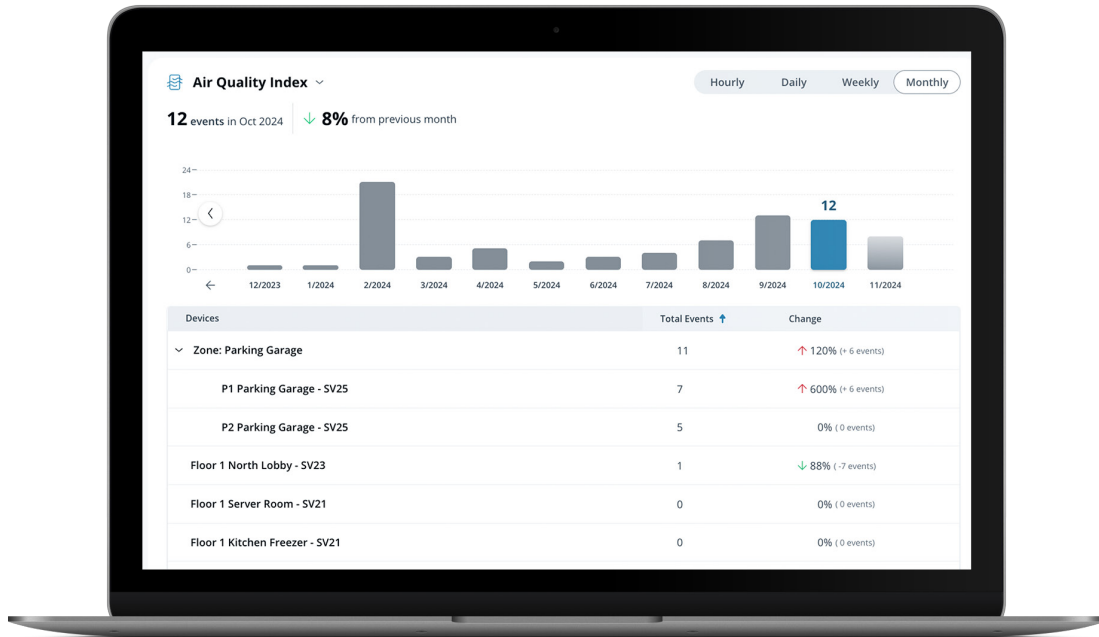 Air Quality Index
Hourly Daily Weekly Monthly
12 events in Oct 2024 8% from previous month
24
18
12
12
6
0
12/2023 1/2024 2/2024 3/2024 4/2024 5/2024 6/2024 7/2024 8/2024 9/2024 10/2024 11/2024
Devices Total Events Change
Zone: Parking Garage 11 120% (+ 6 events)
P1 Parking Garage - SV25 7 600% (+ 6 events)
P2 Parking Garage - SV25 5 0% ( 0 events)
Floor 1 North Lobby - SV23 1 88% ( -7 events)
Floor 1 Server Room - SV21 0 0% ( 0 events)
Floor 1 Kitchen Freezer - SV21 0 0% ( 0 events)